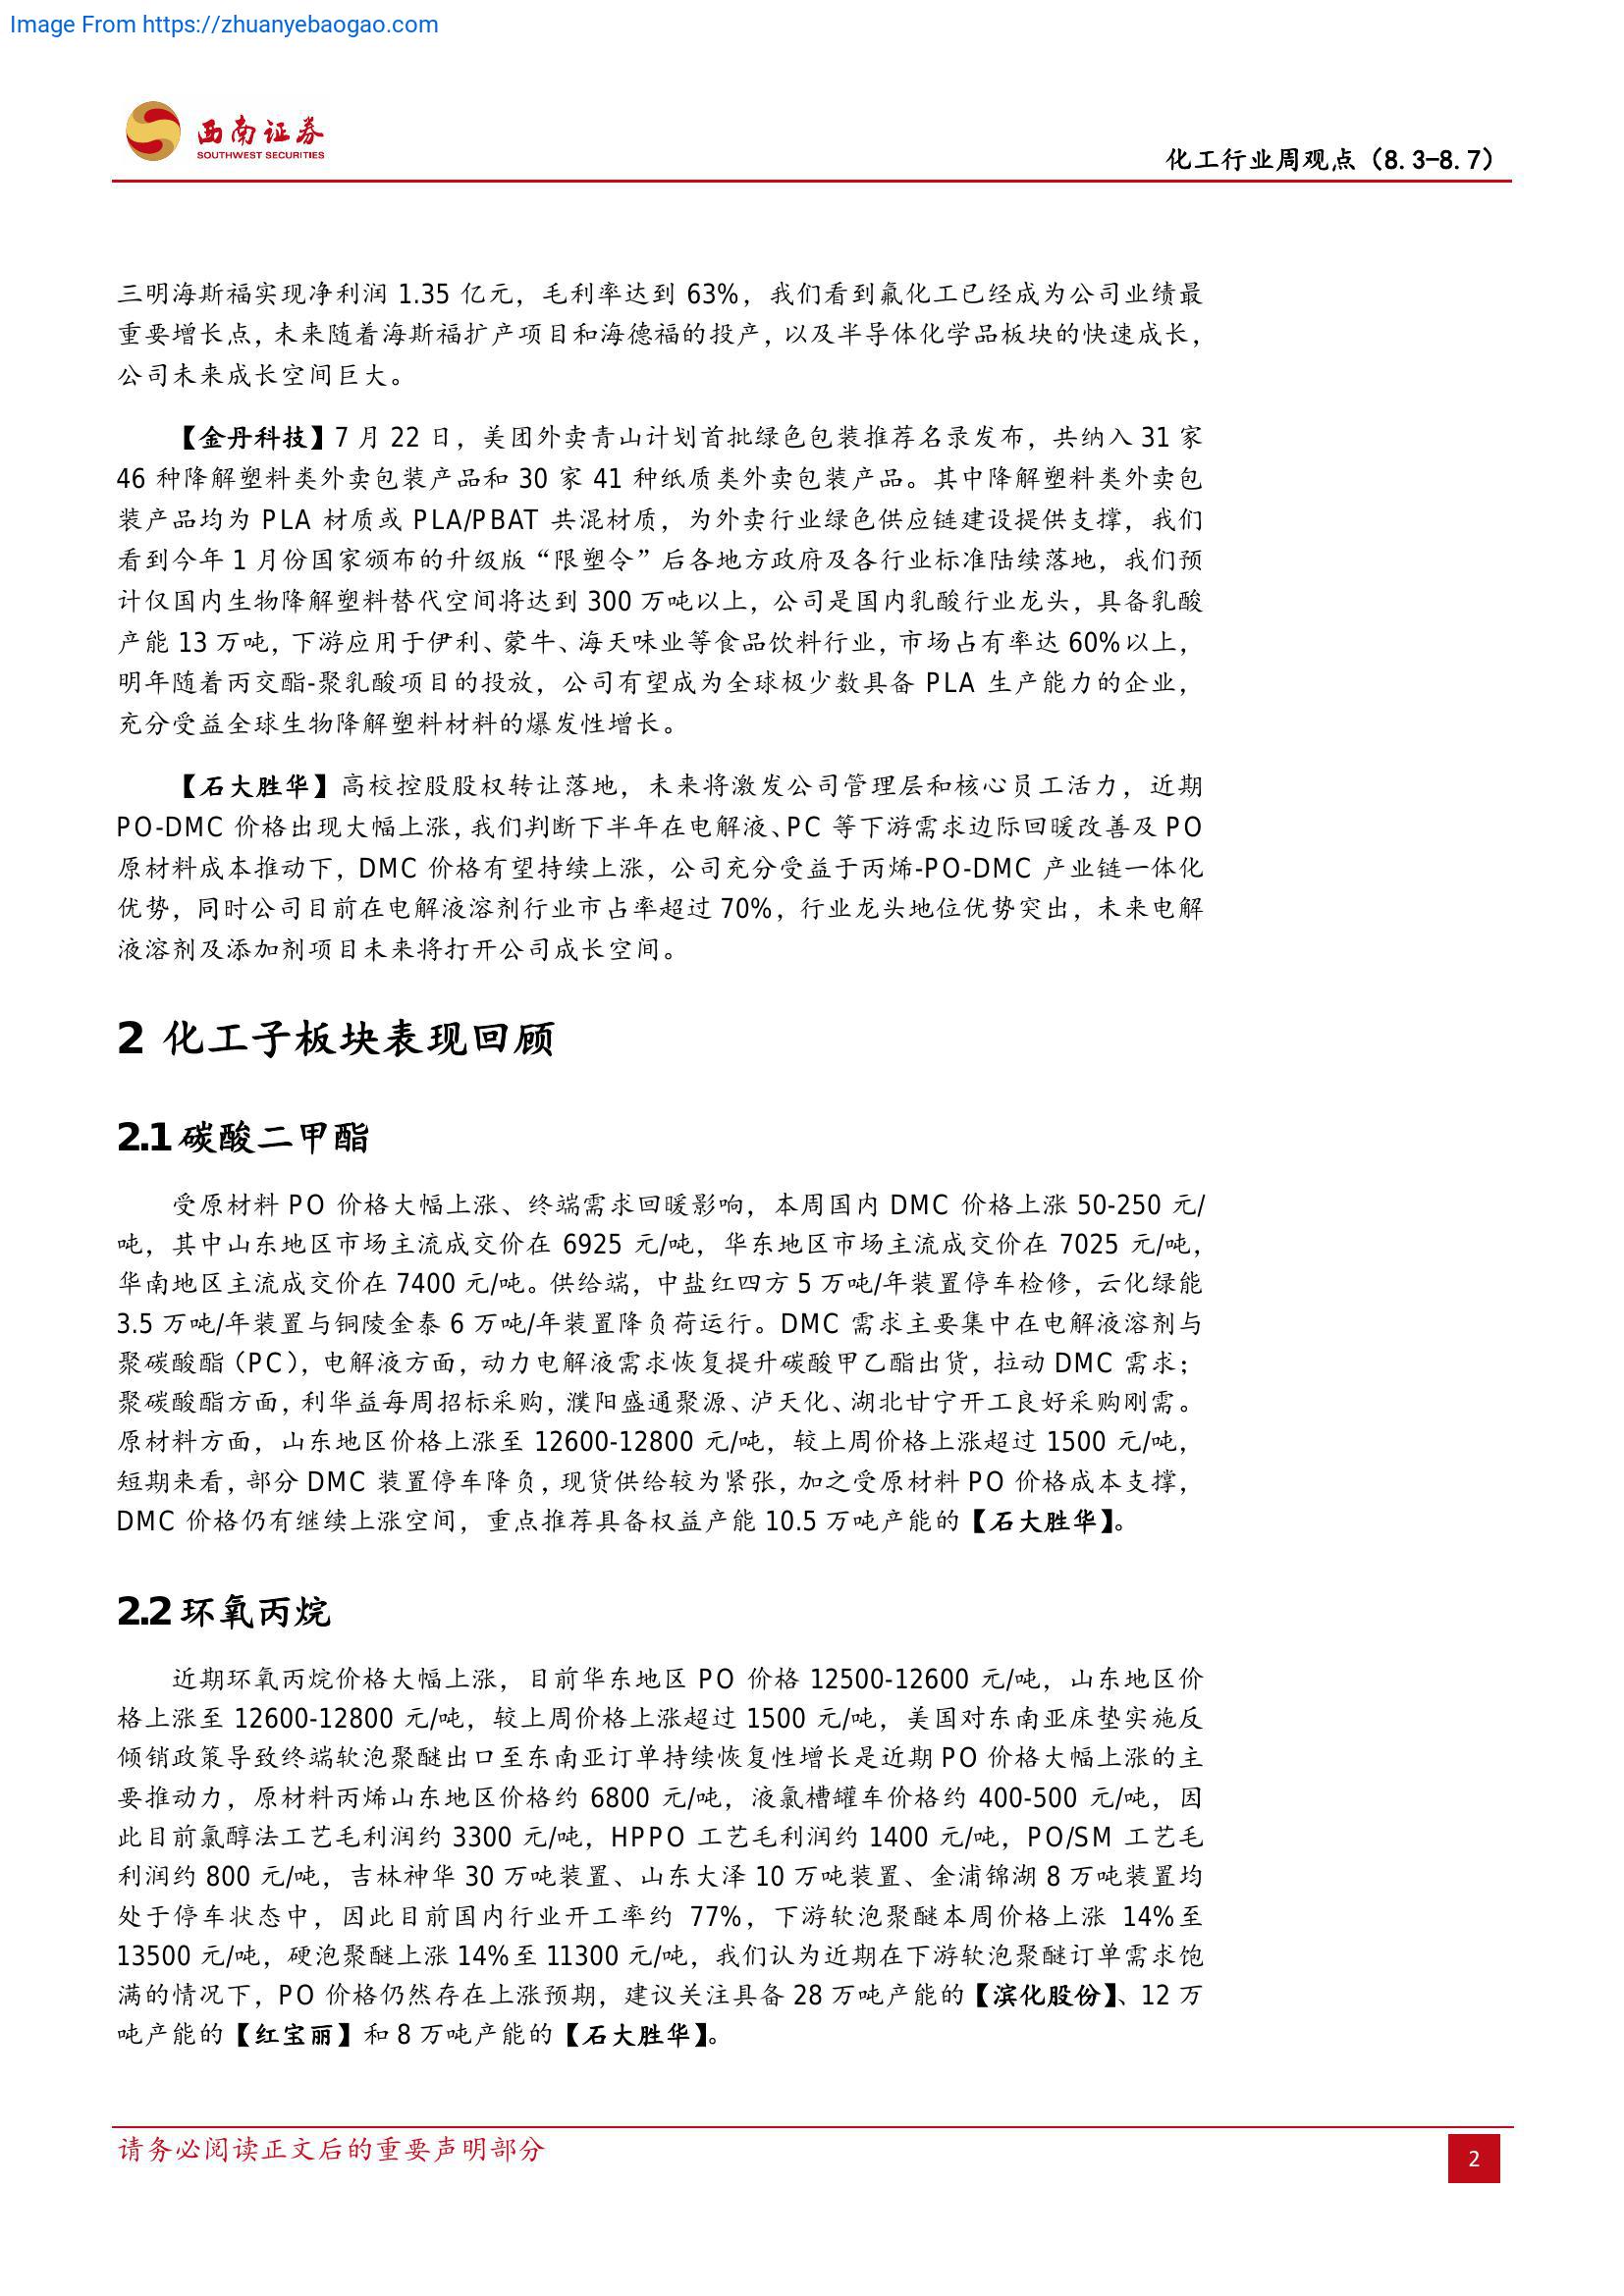 Image From https://zhuanyebaogao.com
西南证券
SOUTHWEST SECURITIES
化工行业周观点（8.3-8.7）
三明海斯福实现净利润 1.35 亿元，毛利率达到 63%，我们看到氟化工已经成为公司业绩最
重要增长点，未来随着海斯福扩产项目和海德福的投产，以及半导体化学品板块的快速成长，
公司未来成长空间巨大。
【金丹科技】7 月 22 日，美团外卖青山计划首批绿色包装推荐名录发布，共纳入 31 家
46 种降解塑料类外卖包装产品和 30 家 41 种纸质类外卖包装产品。其中降解塑料类外卖包
装产品均为 PLA 材质或 PLA/PBAT 共混材质，为外卖行业绿色供应链建设提供支撑，我们
看到今年 1 月份国家颁布的升级版“限塑令”后各地方政府及各行业标准陆续落地，我们预
计仅国内生物降解塑料替代空间将达到 300 万吨以上，公司是国内乳酸行业龙头，具备乳酸
产能 13 万吨，下游应用于伊利、蒙牛、海天味业等食品饮料行业，市场占有率达 60%以上，
明年随着丙交酯-聚乳酸项目的投放，公司有望成为全球极少数具备 PLA 生产能力的企业，
充分受益全球生物降解塑料材料的爆发性增长。
【石大胜华】高校控股股权转让落地，未来将激发公司管理层和核心员工活力，近期
PO-DMC 价格出现大幅上涨，我们判断下半年在电解液、PC 等下游需求边际回暖改善及 PO
原材料成本推动下，DMC 价格有望持续上涨，公司充分受益于丙烯-PO-DMC 产业链一体化
优势，同时公司目前在电解液溶剂行业市占率超过 70%，行业龙头地位优势突出，未来电解
液溶剂及添加剂项目未来将打开公司成长空间。
2 化工子板块表现回顾
2.1 碳酸二甲酯
受原材料 PO 价格大幅上涨、终端需求回暖影响，本周国内 DMC 价格上涨 50-250 元/
吨，其中山东地区市场主流成交价在 6925 元/吨，华东地区市场主流成交价在 7025 元/吨，
华南地区主流成交价在 7400 元/吨。供给端，中盐红四方 5 万吨/年装置停车检修，云化绿能
3.5 万吨/年装置与铜陵金泰 6 万吨/年装置降负荷运行。DMC 需求主要集中在电解液溶剂与
聚碳酸酯（PC），电解液方面，动力电解液需求恢复提升碳酸甲乙酯出货，拉动 DMC 需求；
聚碳酸酯方面，利华益每周招标采购，濮阳盛通聚源、泸天化、湖北甘宁开工良好采购刚需。
原材料方面，山东地区价格上涨至 12600-12800 元/吨，较上周价格上涨超过 1500 元/吨，
短期来看，部分 DMC 装置停车降负，现货供给较为紧张，加之受原材料 PO 价格成本支撑，
DMC 价格仍有继续上涨空间，重点推荐具备权益产能 10.5 万吨产能的【石大胜华】。
2.2 环氧丙烷
近期环氧丙烷价格大幅上涨，目前华东地区 PO 价格 12500-12600 元/吨，山东地区价
格上涨至 12600-12800 元/吨，较上周价格上涨超过 1500 元/吨，美国对东南亚床垫实施反
倾销政策导致终端软泡聚醚出口至东南亚订单持续恢复性增长是近期 PO 价格大幅上涨的主
要推动力，原材料丙烯山东地区价格约 6800 元/吨，液氯槽罐车价格约 400-500 元/吨，因
此目前氯醇法工艺毛利润约 3300 元/吨，HPPO 工艺毛利润约 1400 元/吨，PO/SM 工艺毛
利润约 800 元/吨，吉林神华 30 万吨装置、山东大泽 10 万吨装置、金浦锦湖 8 万吨装置均
处于停车状态中，因此目前国内行业开工率约 77%，下游软泡聚醚本周价格上涨 14%至
13500 元/吨，硬泡聚醚上涨 14%至 11300 元/吨，我们认为近期在下游软泡聚醚订单需求饱
满的情况下，PO 价格仍然存在上涨预期，建议关注具备 28 万吨产能的【滨化股份】、12 万
吨产能的【红宝丽】和 8 万吨产能的【石大胜华】。
请务必阅读正文后的重要声明部分
2